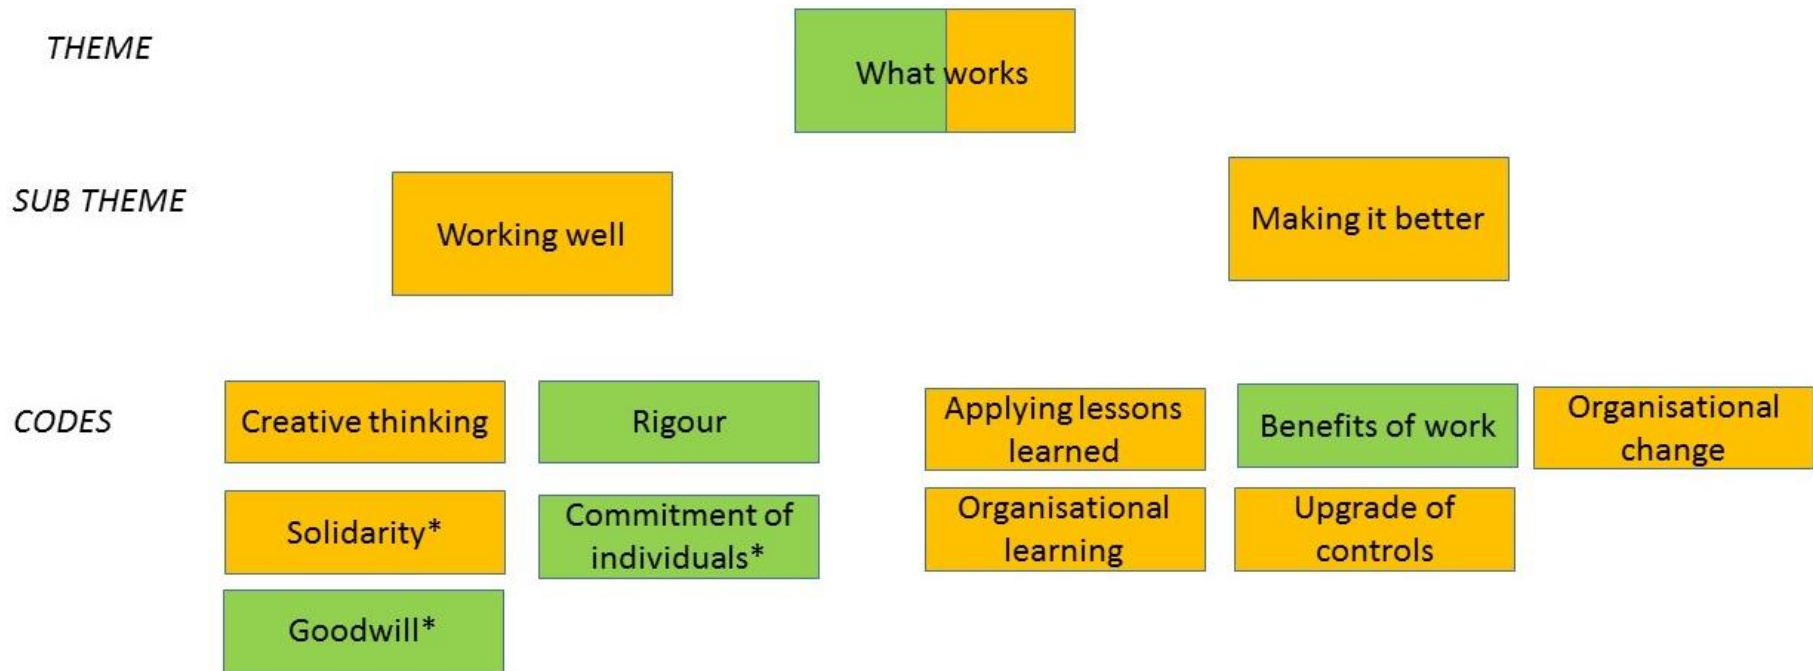 THEME
What works
SUB THEME
Working well
Making it better
CODES
Creative thinking
Rigour
Applying lessons
learned
Benefits of work
Organisational
change
Solidarity*
Commitment of
individuals*
Organisational
learning
Upgrade of
controls
Goodwill*